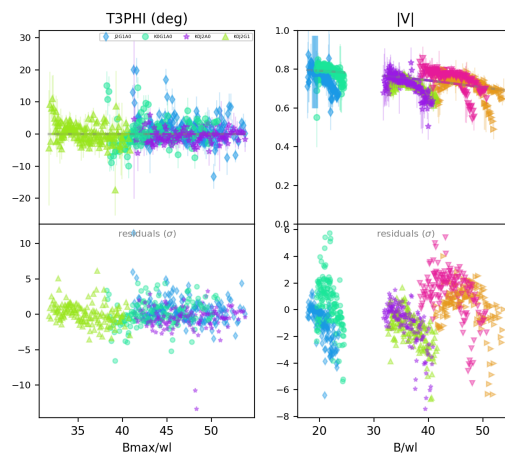 T3PHI (deg)
|V|
J2G1A0 K0G1A0 K0J2A0 K0J2G1
30
20
10
0
−10
−20
1.0
0.8
0.6
0.4
0.2
0.0
residuals (σ)
residuals (σ)
10
5
0
−5
−10
6
4
2
0
−2
−4
−6
−8
35 40 45 50
20 30 40 50
Bmax/wl
B/wl